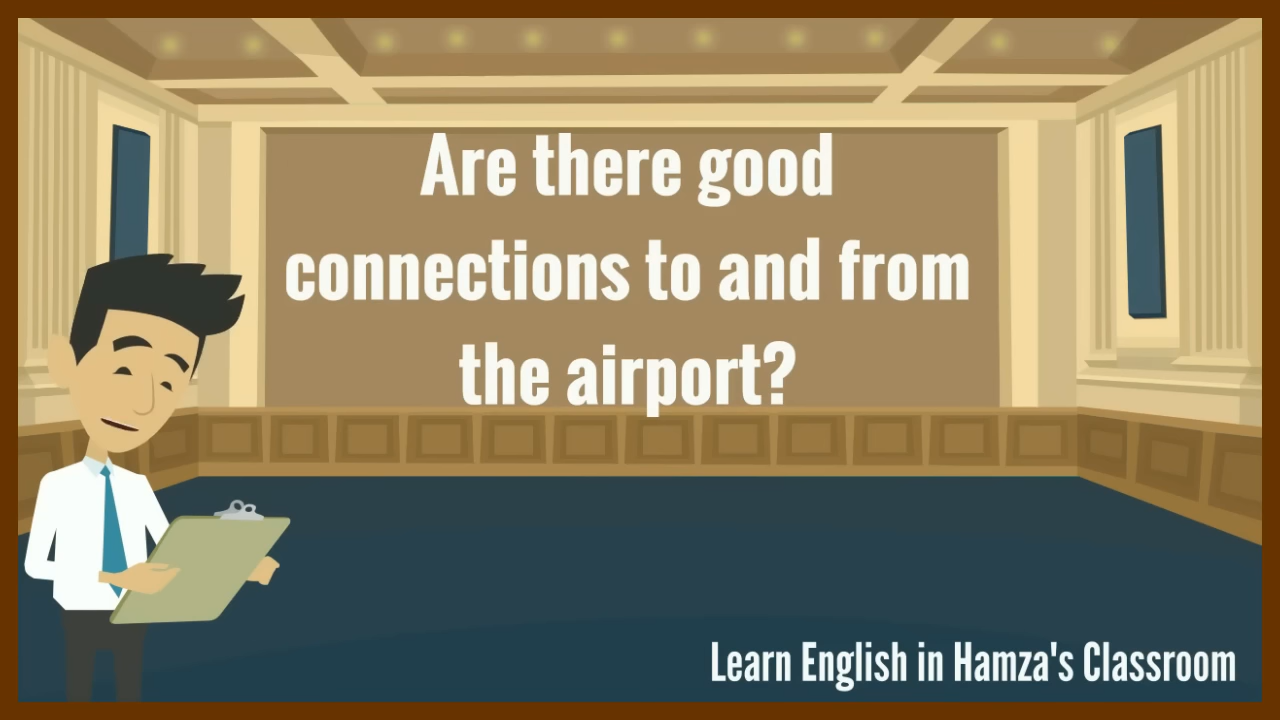 Are there good
connections to and from
the airport?
Learn English in Hamza's Classroom